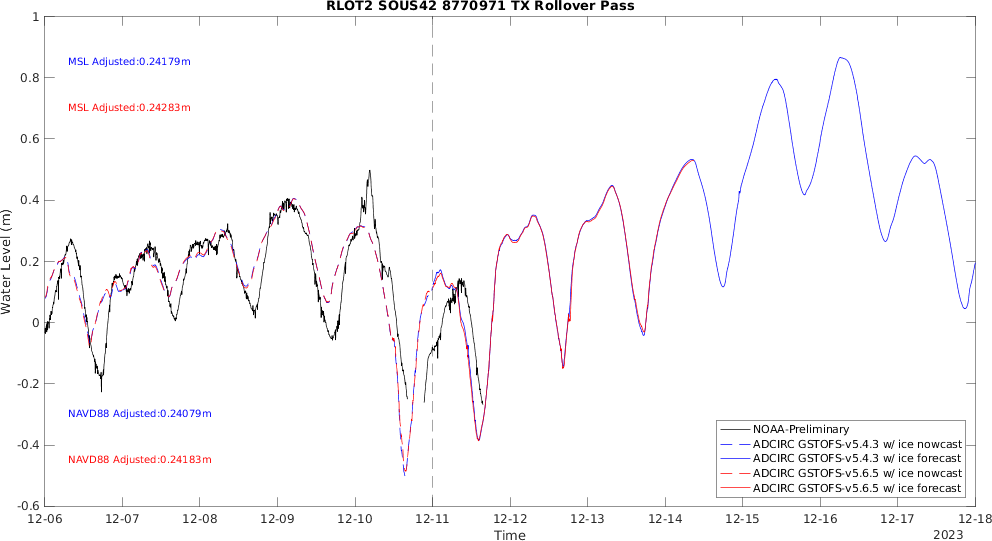 RLOT2 SOUS42 8770971 TX Rollover Pass
1
0.8
0.6
0.4
0.2
0
-0.2
-0.4
-0.6
Water Level (m)
MSL Adjusted:0.24179m
MSL Adjusted:0.24283m
NAVD88 Adjusted:0.24079m
NAVD88 Adjusted:0.24183m
NOAA-Preliminary
ADCIRC GSTOFS-v5.4.3 w/ ice nowcast
ADCIRC GSTOFS-v5.4.3 w/ ice forecast
ADCIRC GSTOFS-v5.6.5 w/ ice nowcast
ADCIRC GSTOFS-v5.6.5 w/ ice forecast
12-06 12-07 12-08 12-09 12-10 12-11 12-12 12-13 12-14 12-15 12-16 12-17 12-18
Time
2023